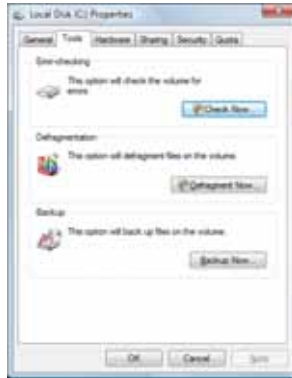 Local Disk (C:) Properties
General Tools Hardware Sharing Security Quota
Error-checking
This option will check the volume for
errors.
Check Now...
Defragmentation
This option will defragment files on the volume.
Defragment Now...
Backup
This option will back up files on the volume.
Backup Now...
OK Cancel Apply